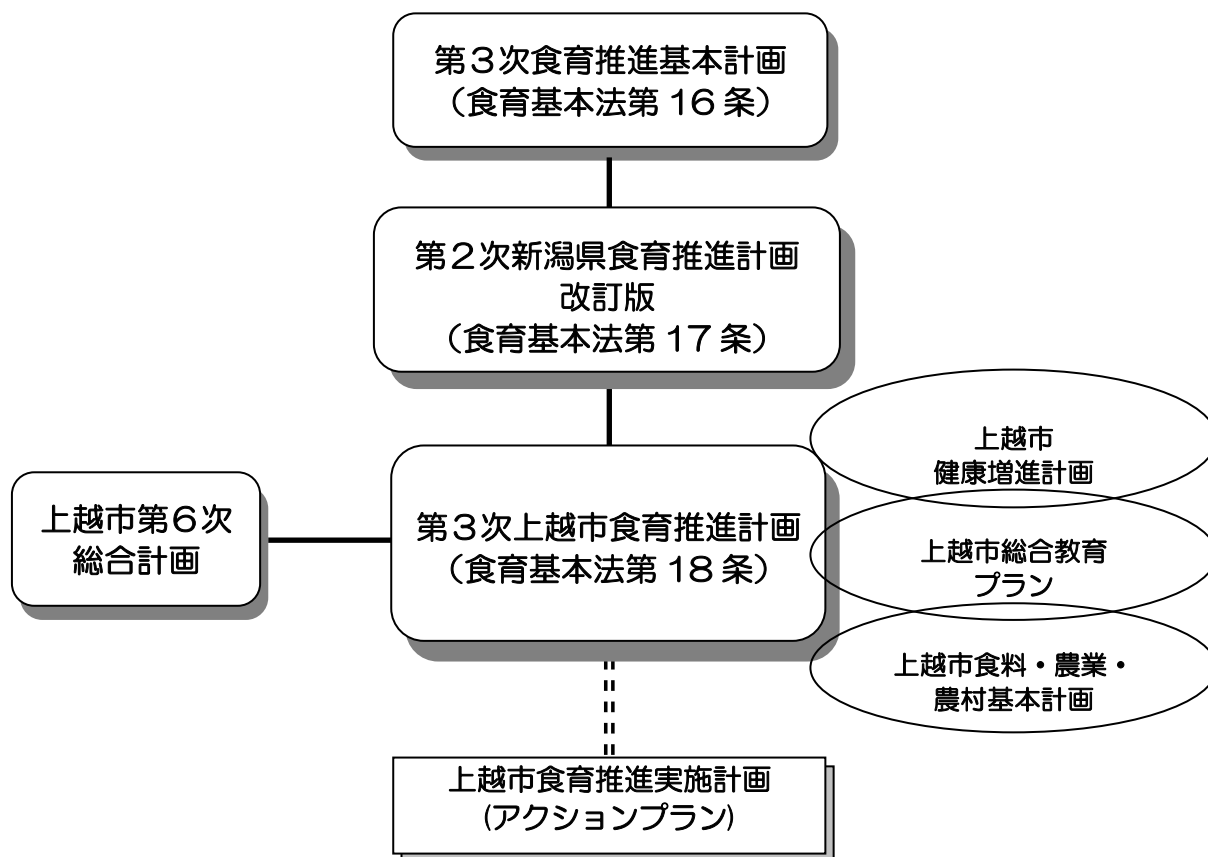 第３次食育推進基本計画
（食育基本法第 16 条）
第２次新潟県食育推進計画
改訂版
（食育基本法第 17 条）
上越市
健康増進計画
上越市第６次
総合計画
第３次上越市食育推進計画
（食育基本法第 18 条）
上越市総合教育
プラン
上越市食料・農業・
農村基本計画
上越市食育推進実施計画
(アクションプラン)